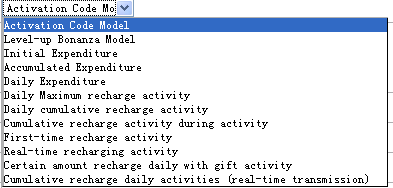 Activation Code Mo
Activation Code Model
Level-up Bonanza Model
Initial Expenditure
Accumulated Expenditure
Daily Expenditure
Daily Maximum recharge activity
Daily cumulative recharge activity
Cumulative recharge activity during activity
First-time recharge activity
Real-time recharging activity
Certain amount recharge daily with gift activity
Cumulative recharge daily activities (real-time transmission)